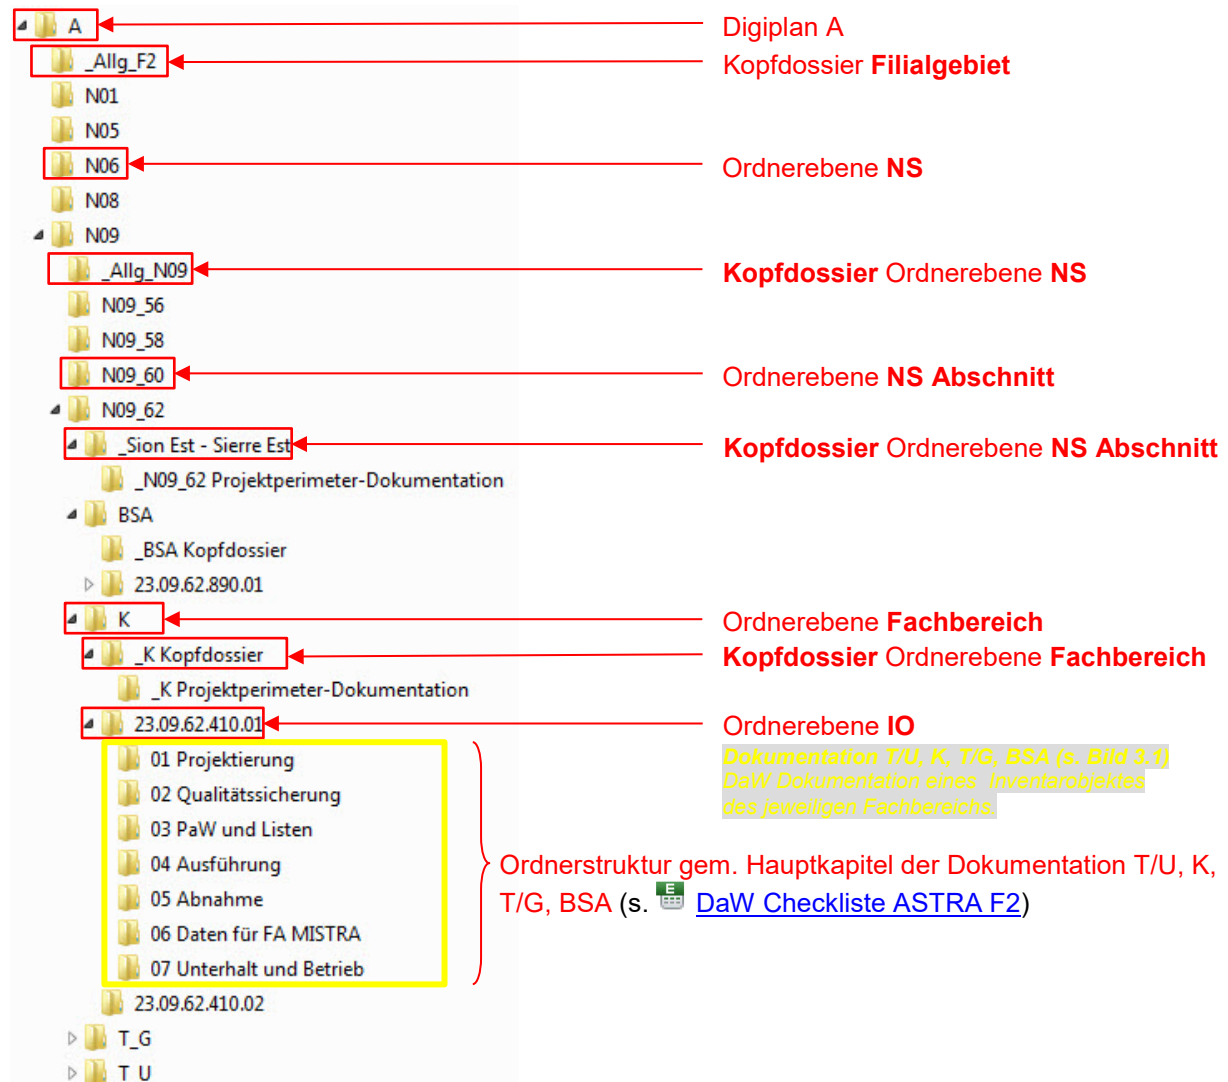 A
Digiplan A
_Allg_F2
Kopfdossier Filialgebiet
N01
N05
N06
Ordnerebene NS
N08
N09
_Allg_N09
Kopfdossier Ordnerebene NS
N09_56
N09_58
N09_60
Ordnerebene NS Abschnitt
N09_62
_Sion Est - Sierre Est
Kopfdossier Ordnerebene NS Abschnitt
_N09_62 Projektperimeter-Dokumentation
BSA
_BSA Kopfdossier
23.09.62.890.01
K
Ordnerebene Fachbereich
_K Kopfdossier
Kopfdossier Ordnerebene Fachbereich
_K Projektperimeter-Dokumentation
23.09.62.410.01
Ordnerebene IO
Dokumentation T/U, K, T/G, BSA (s. Bild 3.1)
DaW Dokumentation eines Inventarobjektes
des jeweiligen Fachbereichs.
01 Projektierung
02 Qualitätssicherung
03 PaW und Listen
04 Ausführung
05 Abnahme
06 Daten für FA MISTRA
07 Unterhalt und Betrieb
Ordnerstruktur gem. Hauptkapitel der Dokumentation T/U, K,
T/G, BSA (s. E DaW Checkliste ASTRA F2)
23.09.62.410.02
T_G
T_U